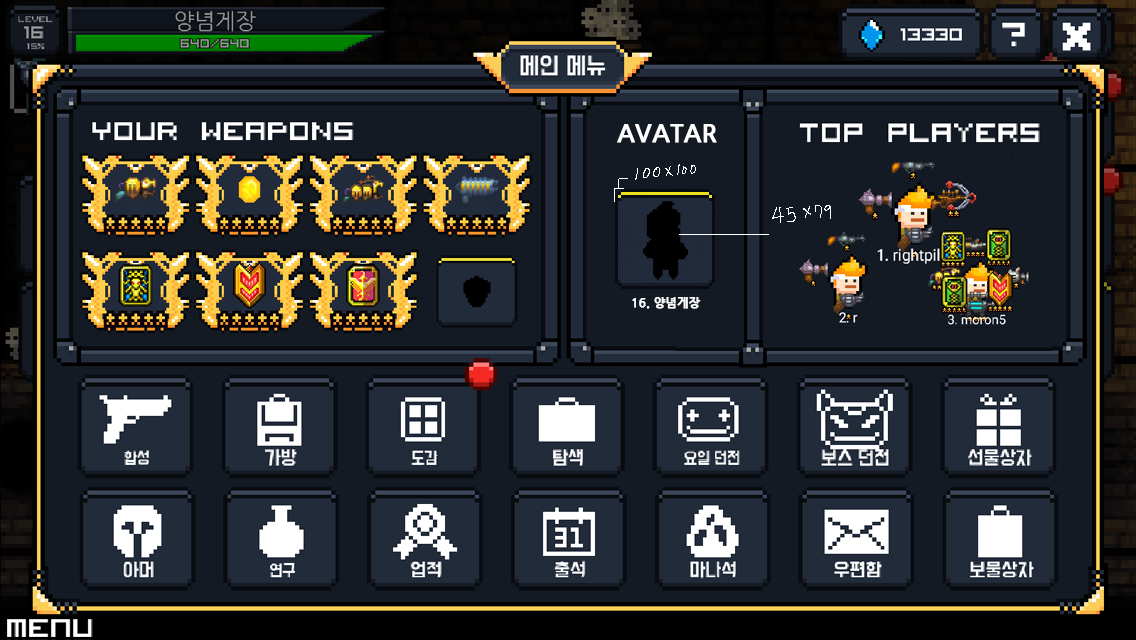 LEVEL
16
15%
양념게장
640/640
13330
?
메인 메뉴
YOUR WEAPONS
AVATAR
100x100
45x79
16. 양념게장
TOP PLAYERS
1. rightpil
2. r
3. moron5
합성
가방
도감
탐색
요일 던전
보스 던전
선물상자
아머
연구
업적
31
출석
마나석
우편함
보물상자
MENU